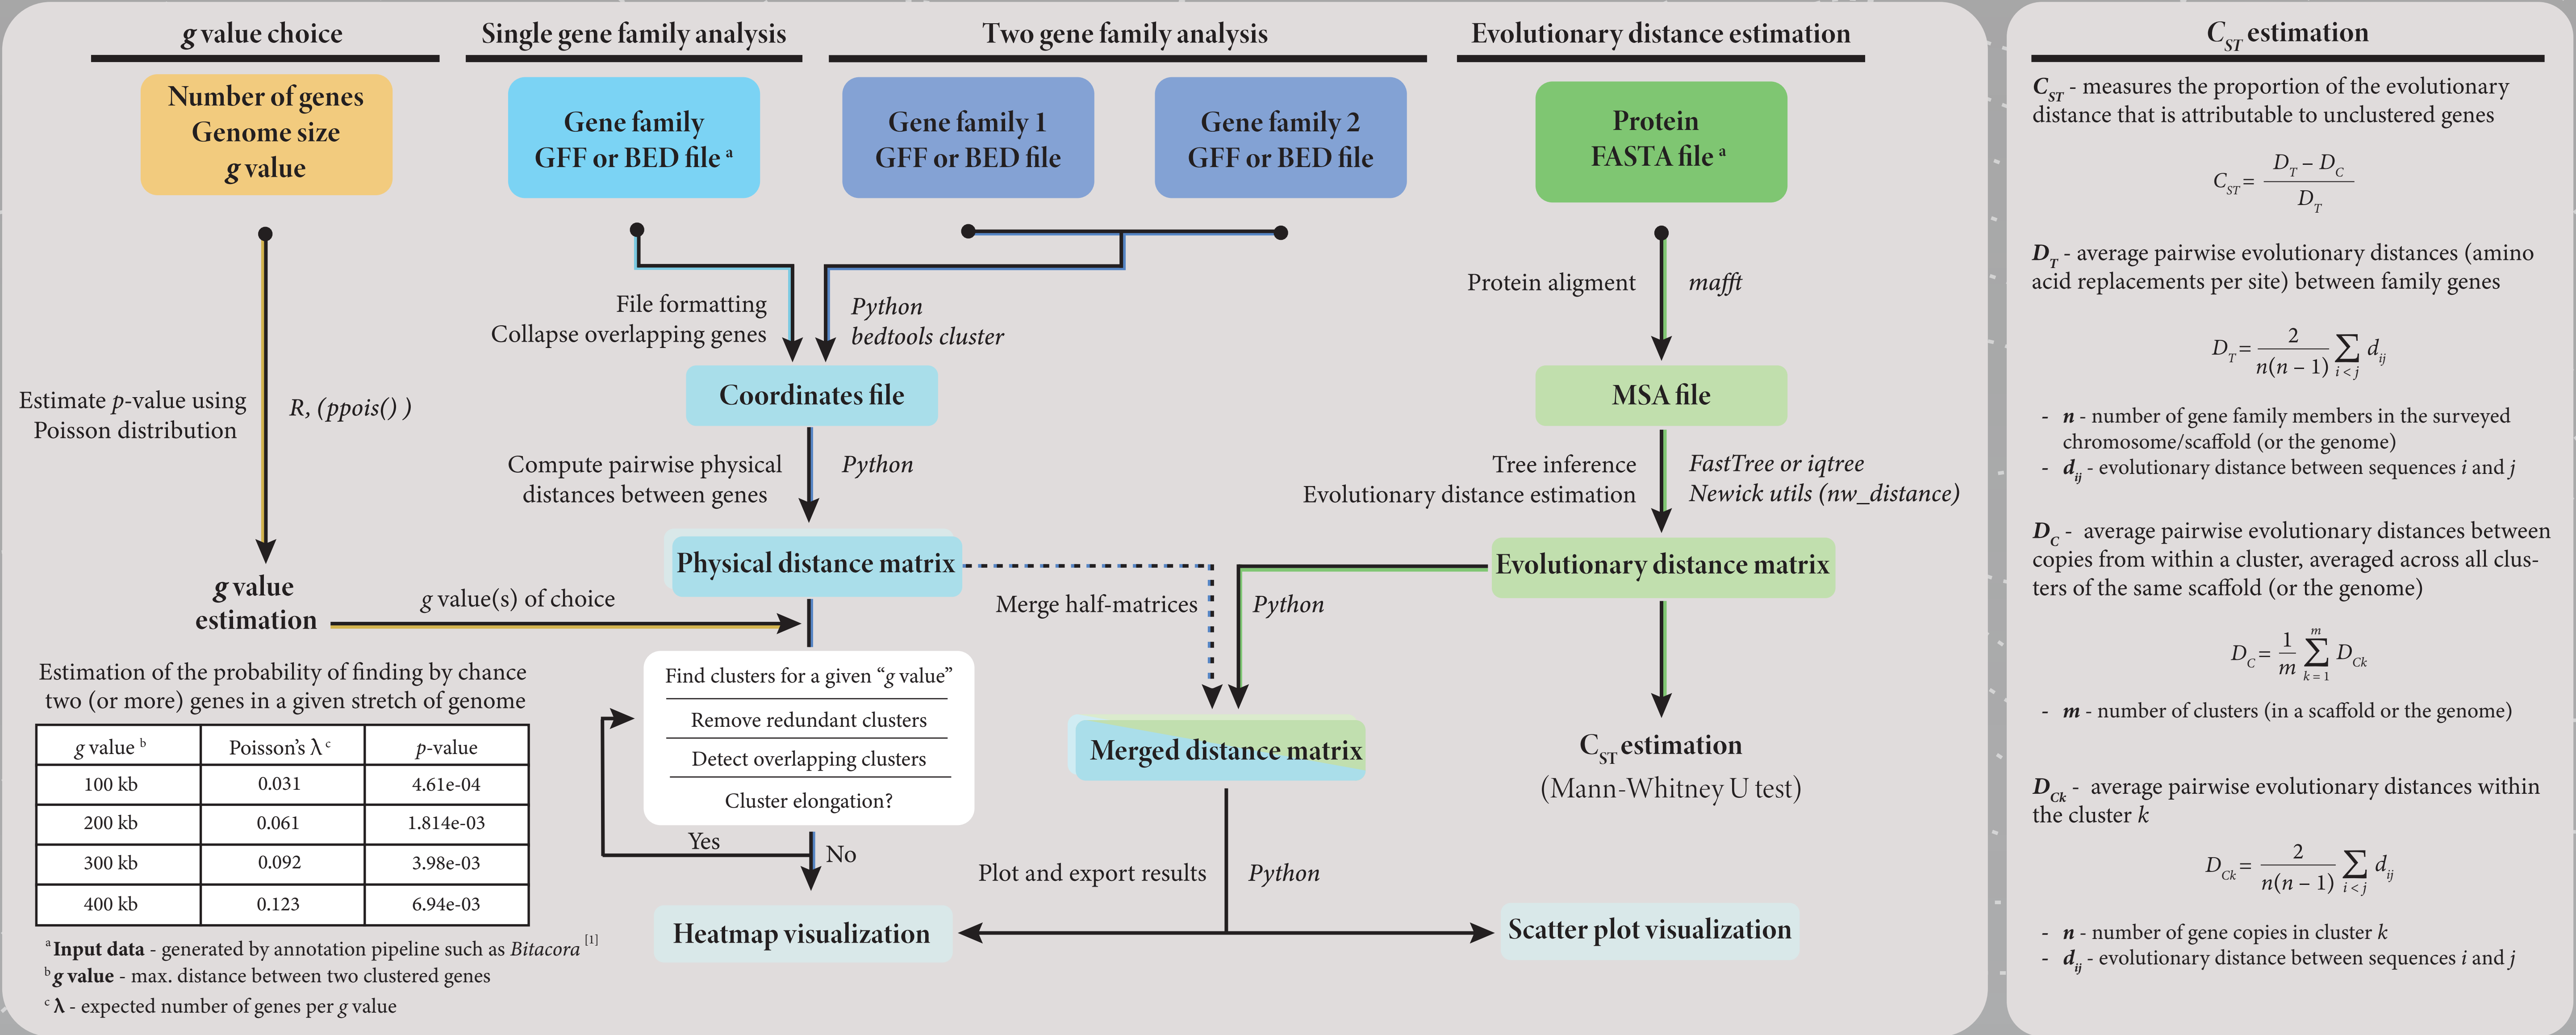 g value choice
Number of genes
Genome size
g value
Estimate p-value using
Poisson distribution
R, (ppois() )
g value
estimation
g value(s) of choice
Estimation of the probability of finding by chance
two (or more) genes in a given stretch of genome
g value b Poisson's λ c p-value
100 kb 0.031 4.61e-04
200 kb 0.061 1.814e-03
300 kb 0.092 3.98e-03
400 kb 0.123 6.94e-03
a Input data - generated by annotation pipeline such as Bitacora [1]
b g value - max. distance between two clustered genes
c λ - expected number of genes per g value
Single gene family analysis
Gene family
GFF or BED file a
Two gene family analysis
Gene family 1
GFF or BED file
Gene family 2
GFF or BED file
File formatting
Collapse overlapping genes
Python
bedtools cluster
Coordinates file
Compute pairwise physical
distances between genes
Python
Physical distance matrix
Find clusters for a given “g value”
Remove redundant clusters
Detect overlapping clusters
Cluster elongation?
Yes
No
Heatmap visualization
Evolutionary distance estimation
Protein
FASTA file a
Protein aligment
mafft
MSA file
Tree inference
Evolutionary distance estimation
FastTree or iqtree
Newick utils (nw_distance)
Evolutionary distance matrix
Merge half-matrices
Python
Merged distance matrix
CST estimation
(Mann-Whitney U test)
Plot and export results
Python
Scatter plot visualization
CST estimation
CST - measures the proportion of the evolutionary
distance that is attributable to unclustered genes
CST = (DT – DC) / DT
DT - average pairwise evolutionary distances (amino
acid replacements per site) between family genes
DT = 2 / n(n – 1) ∑ i < j dij
- n - number of gene family members in the surveyed
chromosome/scaffold (or the genome)
- dij - evolutionary distance between sequences i and j
DC - average pairwise evolutionary distances between
copies from within a cluster, averaged across all clus-
ters of the same scaffold (or the genome)
DC = 1 / m ∑ m k = 1 DCk
- m - number of clusters (in a scaffold or the genome)
DCk - average pairwise evolutionary distances within
the cluster k
DCk = 2 / n(n – 1) ∑ i < j dij
- n - number of gene copies in cluster k
- dij - evolutionary distance between sequences i and j